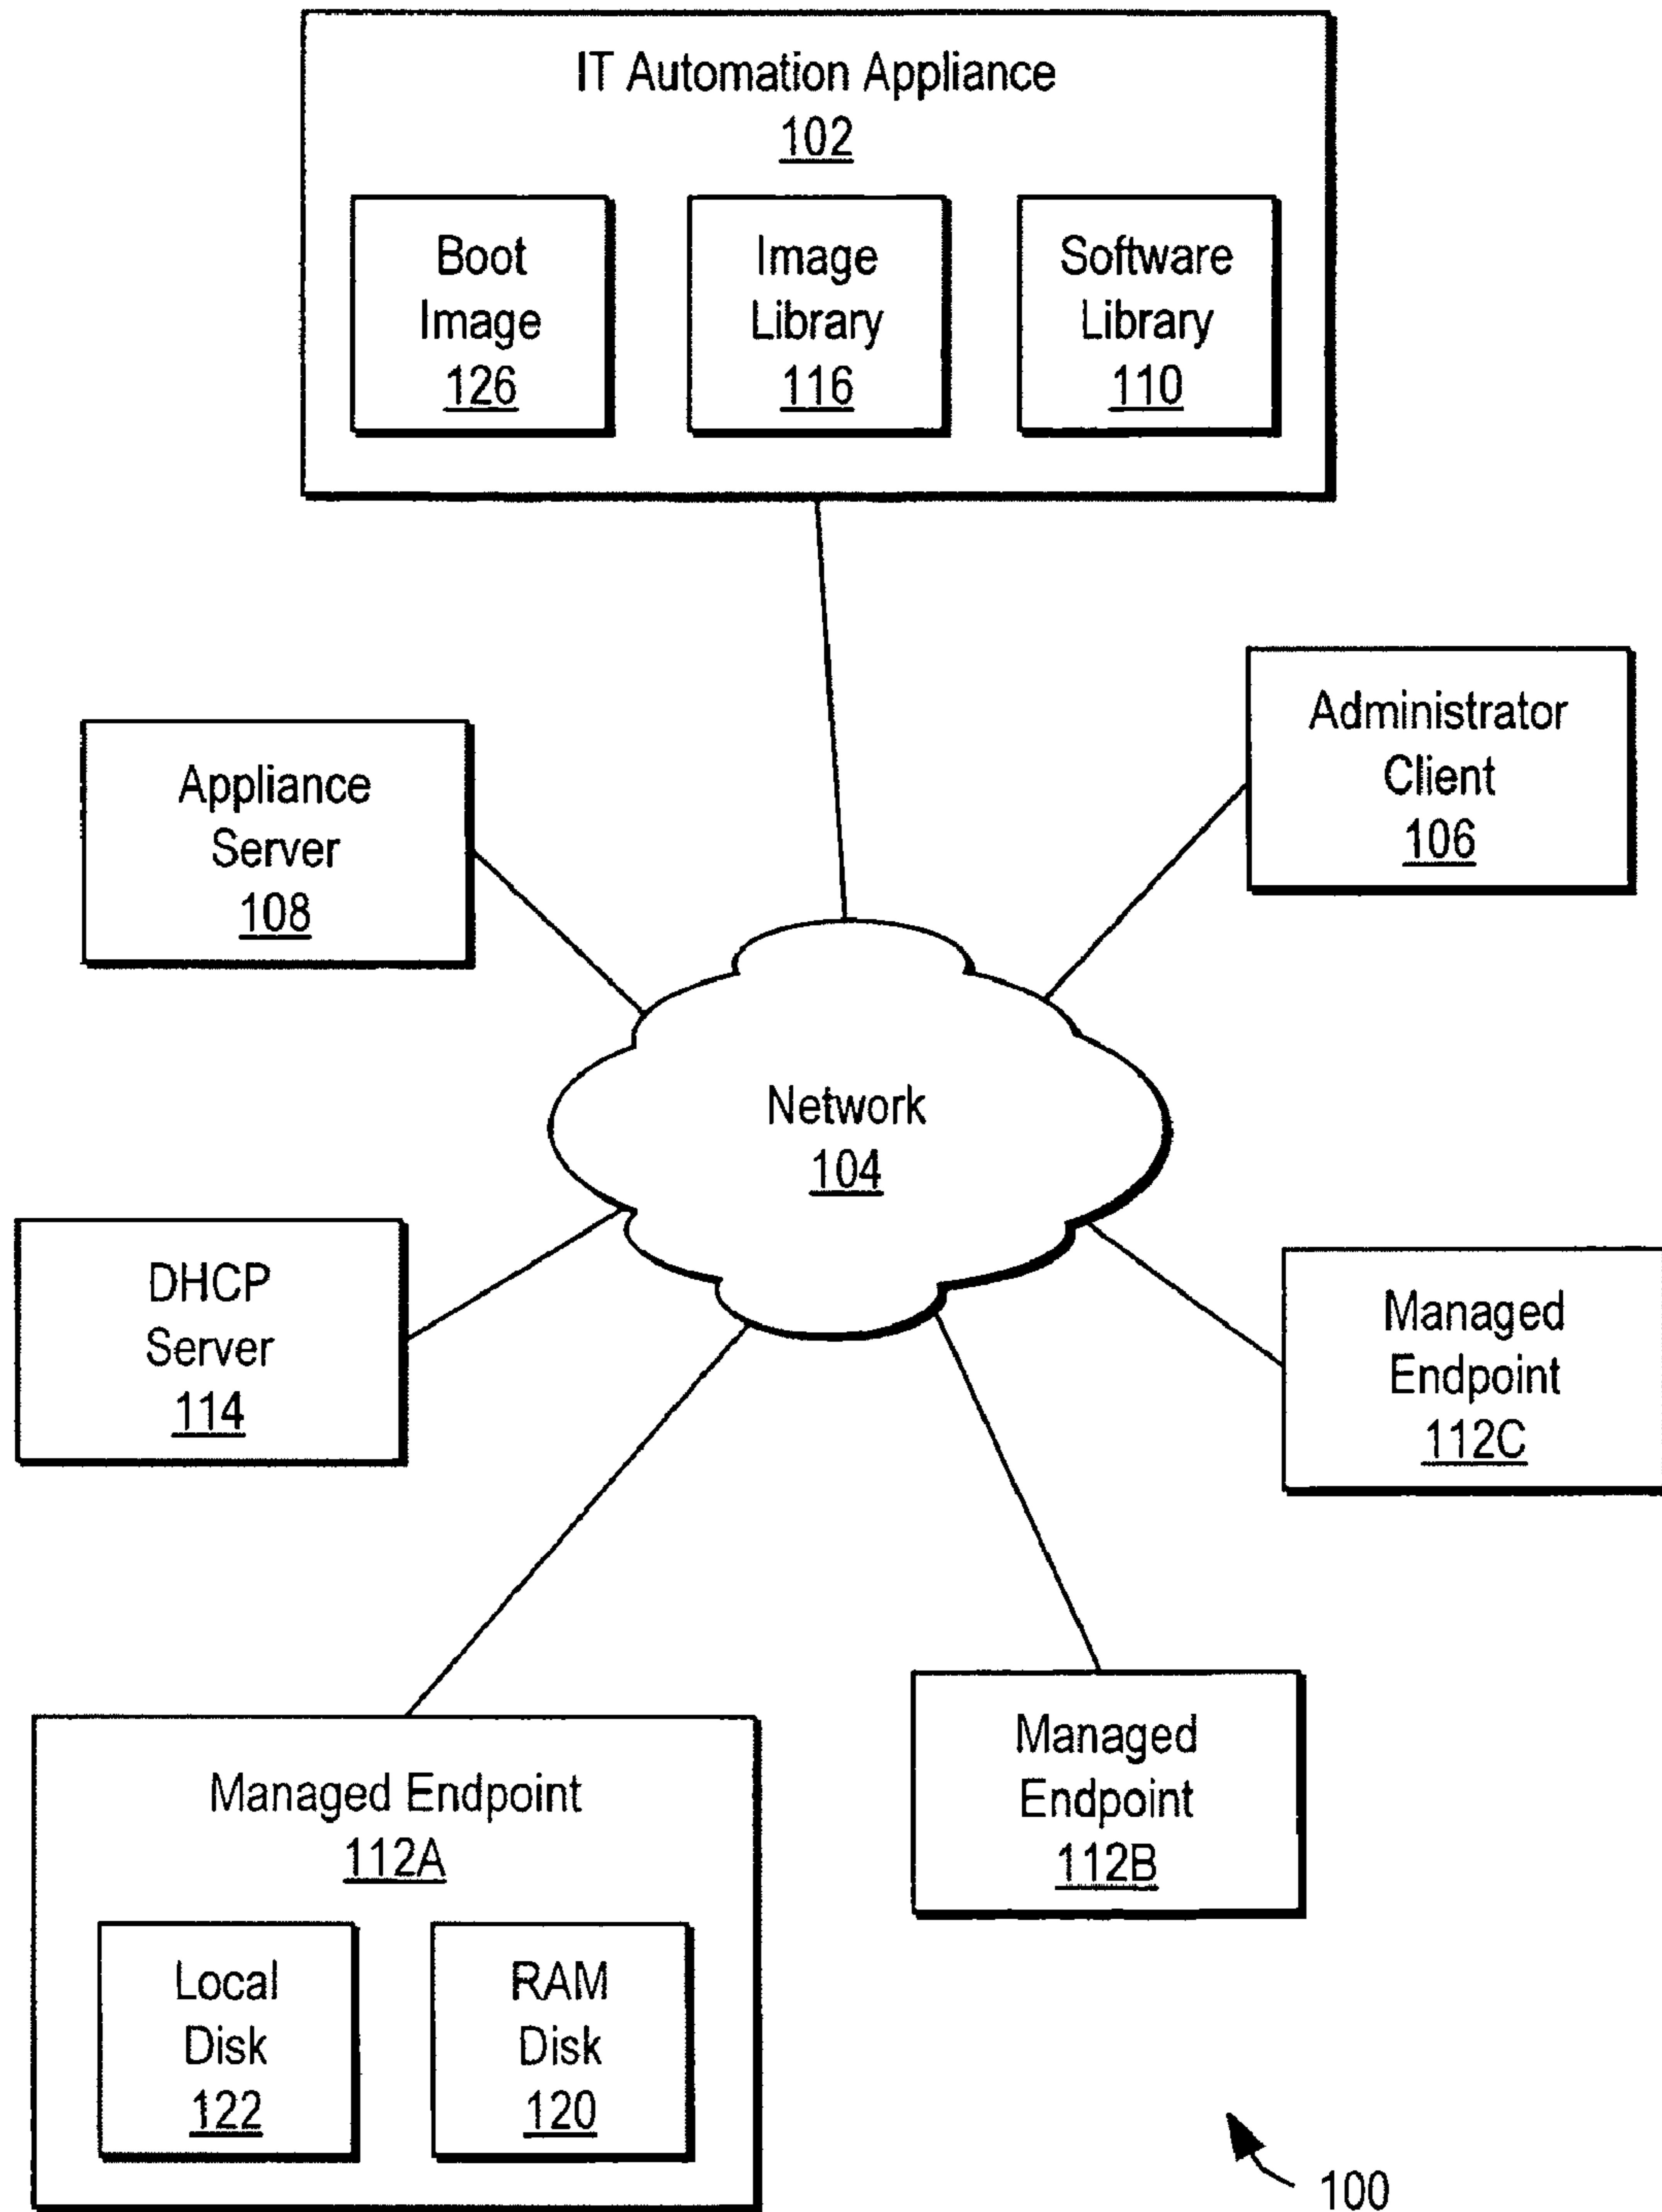 IT Automation Appliance
102
Boot
Image
126
Image
Library
116
Software
Library
110
Appliance
Server
108
Administrator
Client
106
Network
104
DHCP
Server
114
Managed
Endpoint
112C
Managed Endpoint
112A
Local
Disk
122
RAM
Disk
120
Managed
Endpoint
112B
100